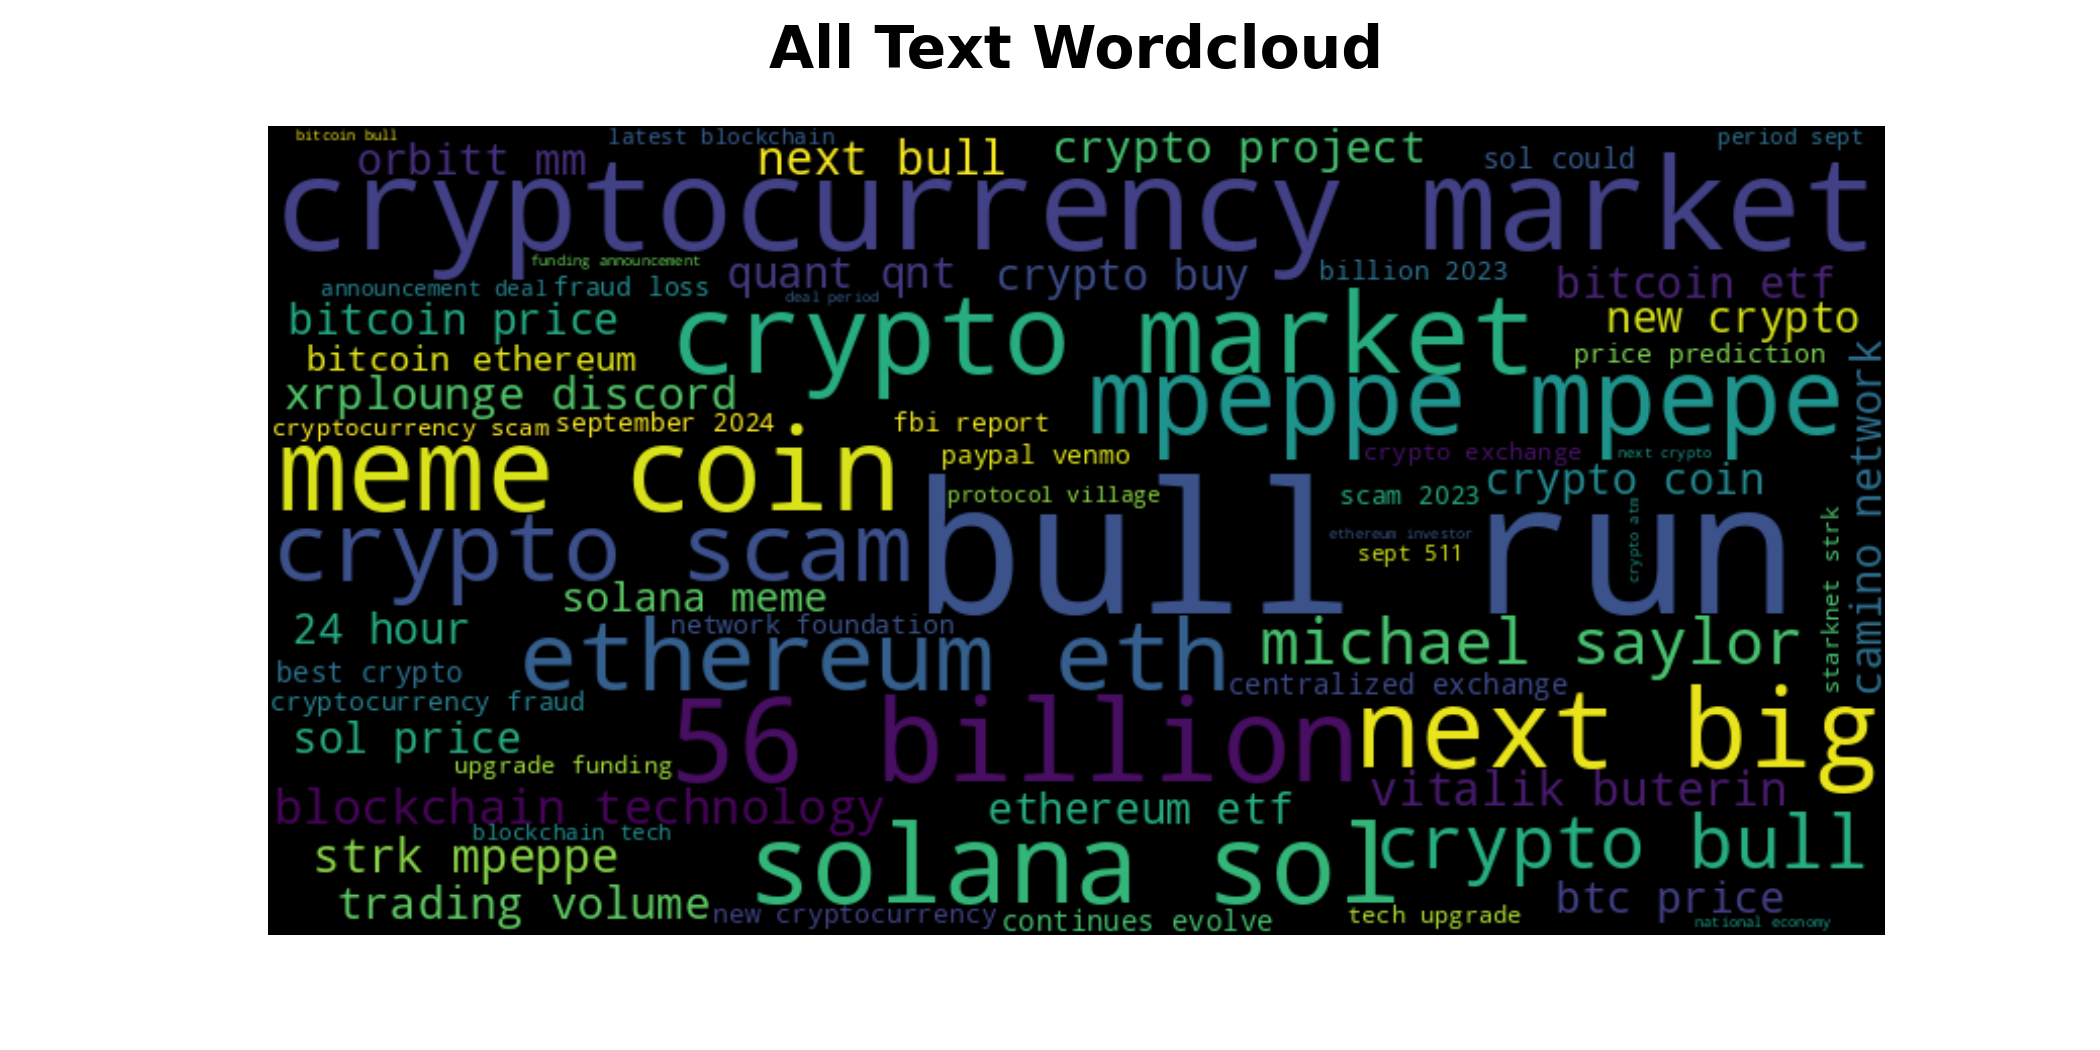 All Text Wordcloud
bitcoin bull
latest blockchain
period sept
orbitt mm
next bull
crypto project
sol could
cryptocurrency market
funding announcement
quant qnt
crypto buy
billion 2023
bitcoin etf
announcement deal
fraud loss
deal period
bitcoin price
crypto market
new crypto
bitcoin ethereum
price prediction
xrplounge discord
mpeppe mpepe
camino network
cryptocurrency scam
september 2024
fbi report
meme coin
paypal venmo
crypto exchange
next crypto
protocol village
scam 2023
crypto coin
crypto scam
bull run
ethereum investor
sept 511
crypto atm
starknet strk
solana meme
24 hour
network foundation
ethereum eth
michael saylor
best crypto
centralized exchange
cryptocurrency fraud
56 billion
next big
sol price
upgrade funding
blockchain technology
vitalik buterin
ethereum etf
blockchain tech
strk mpeppe
solana sol
crypto bull
trading volume
new cryptocurrency
continues evolve
tech upgrade
btc price
national economy